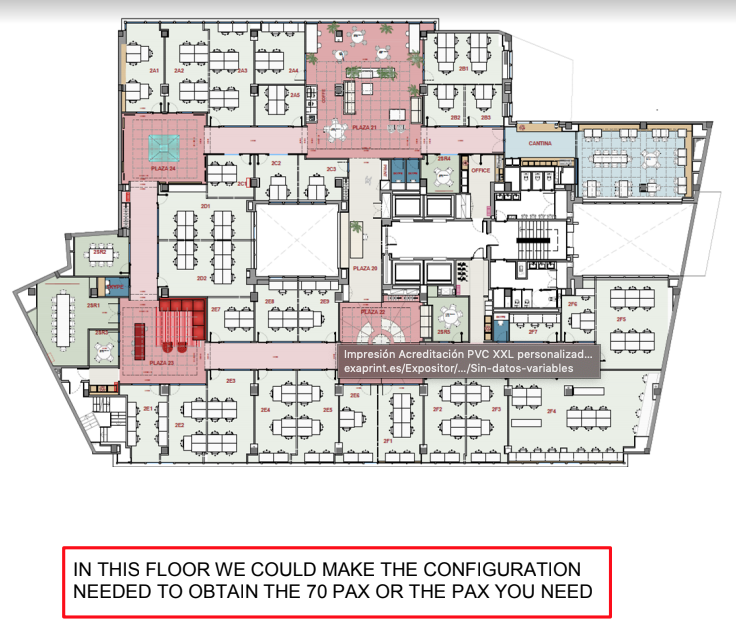 2A1
2A2
2A3
2A4
2A5
PLAZA 21
2B1
2B2
2B3
CANTINA
PLAZA 24
2C1
2C2
2C3
2SR4
OFFICE
2D1
2D2
PLAZA 20
2SR2
2SR1
2SR3
2E7
2E8
2E9
PLAZA 22
2SR5
2F7
2F6
2F5
PLAZA 23
Impresión Acreditación PVC XXL personalizad...
exaprint.es/Expositor/.../Sin-datos-variables
2E1
2E2
2E3
2E4
2E5
2E6
2F1
2F2
2F3
2F4
IN THIS FLOOR WE COULD MAKE THE CONFIGURATION
NEEDED TO OBTAIN THE 70 PAX OR THE PAX YOU NEED